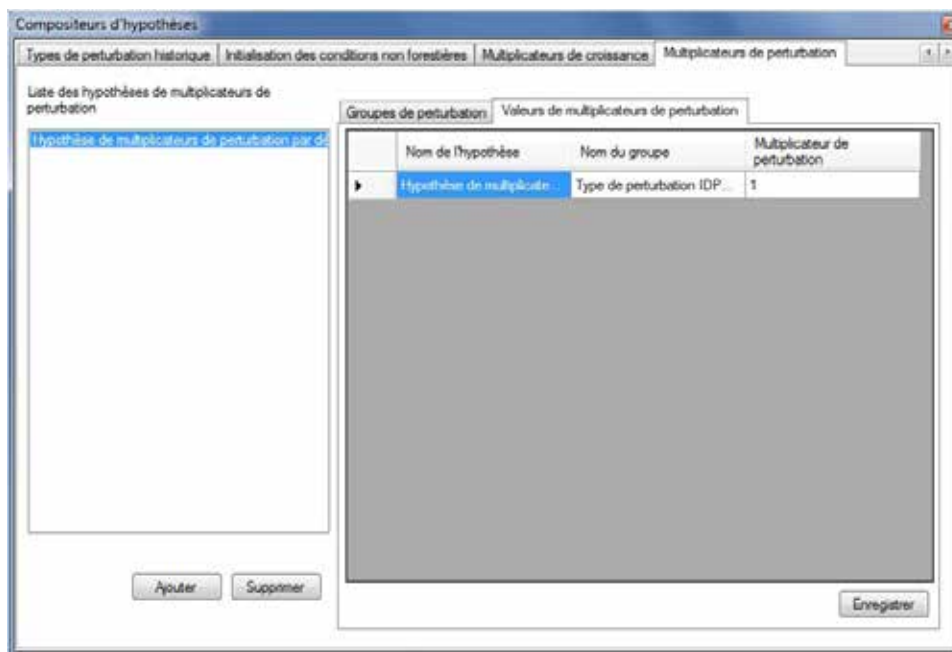 Compositeurs d'hypothèses
Types de perturbation historique
Initialisation des conditions non forestières
Multiplicateurs de croissance
Multiplicateurs de perturbation
Liste des hypothèses de multiplicateurs de
perturbation
Hypothèse de multiplicateurs de perturbation par dé
Ajouter
Supprimer
Groupes de perturbation
Valeurs de multiplicateurs de perturbation
Nom de l'hypothèse
Nom du groupe
Multiplicateur de
perturbation
Hypothèse de multiplicate...
Type de perturbation IDP...
1
Enregistrer